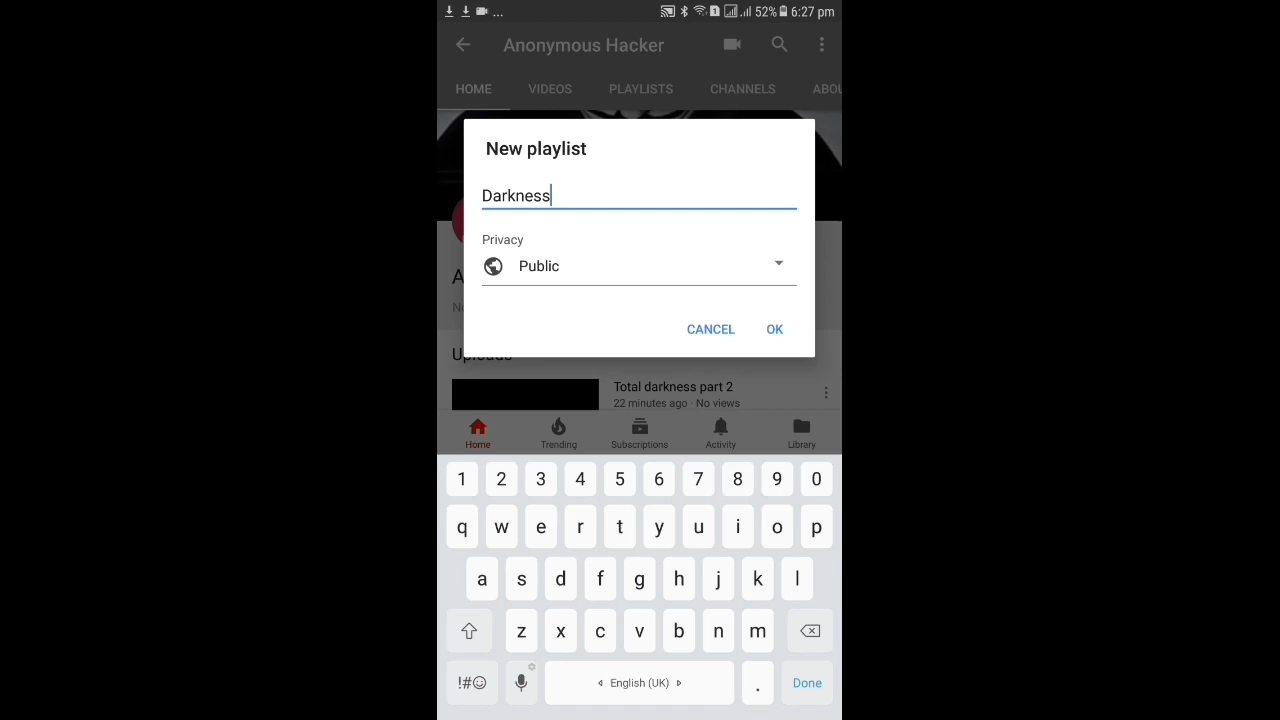 ... 52% 6:27 pm
Anonymous Hacker
HOME VIDEOS PLAYLISTS CHANNELS ABOU
New playlist
Darkness
Privacy
Public
CANCEL OK
Total darkness part 2
22 minutes ago · No views
Home Trending Subscriptions Activity Library
1 2 3 4 5 6 7 8 9 0
q w e r t y u i o p
a s d f g h j k l
z x c v b n m
!#☺ English (UK) . Done